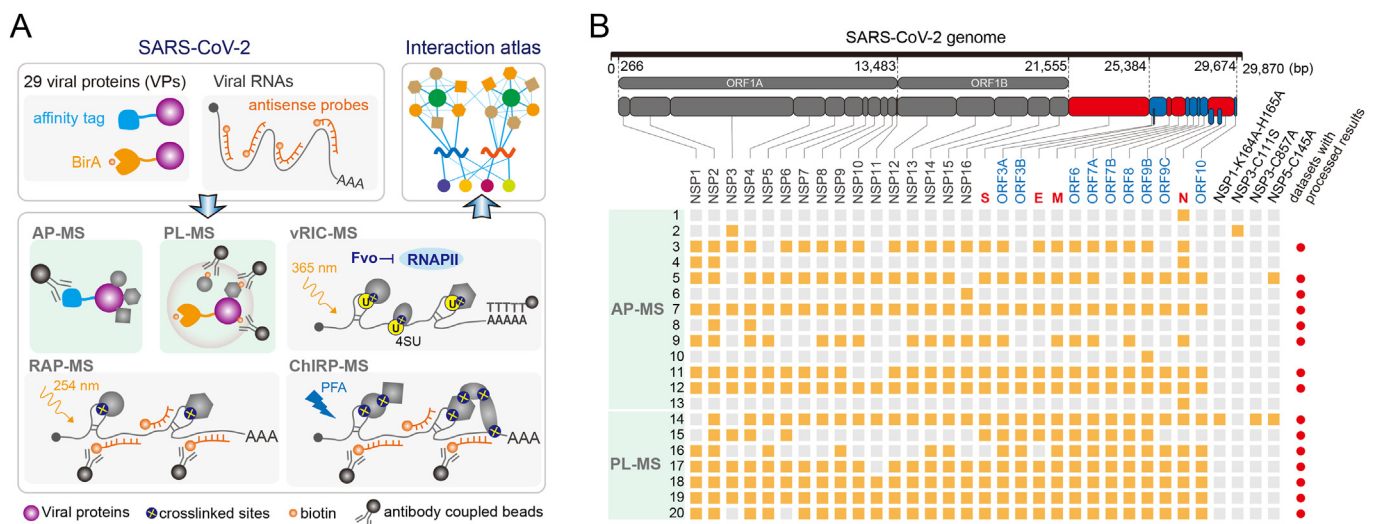 A
SARS-CoV-2
Interaction atlas
29 viral proteins (VPs)
Viral RNAs
affinity tag
antisense probes
BirA
AAA
AP-MS
PL-MS
vRIC-MS
Fvo
RNAPII
365 nm
U
U
U
TTTTT
AAAAA
4SU
RAP-MS
ChIRP-MS
254 nm
PFA
AAA
AAA
Viral proteins
crosslinked sites
biotin
antibody coupled beads
B
SARS-CoV-2 genome
0
266
13,483
21,555
25,384
29,674
29,870 (bp)
ORF1A
ORF1B
NSP1
NSP2
NSP3
NSP4
NSP5
NSP6
NSP7
NSP8
NSP9
NSP10
NSP11
NSP12
NSP13
NSP14
NSP15
NSP16
S
ORF3A
ORF3B
E
M
ORF6
ORF7A
ORF7B
ORF8
ORF9B
ORF9C
N
ORF10
NSP1-K164A-H165A
NSP3-C111S
NSP3-C857A
NSP5-C145A
datasets with
processed results
AP-MS
1
2
3
4
5
6
7
8
9
10
11
12
13
PL-MS
14
15
16
17
18
19
20